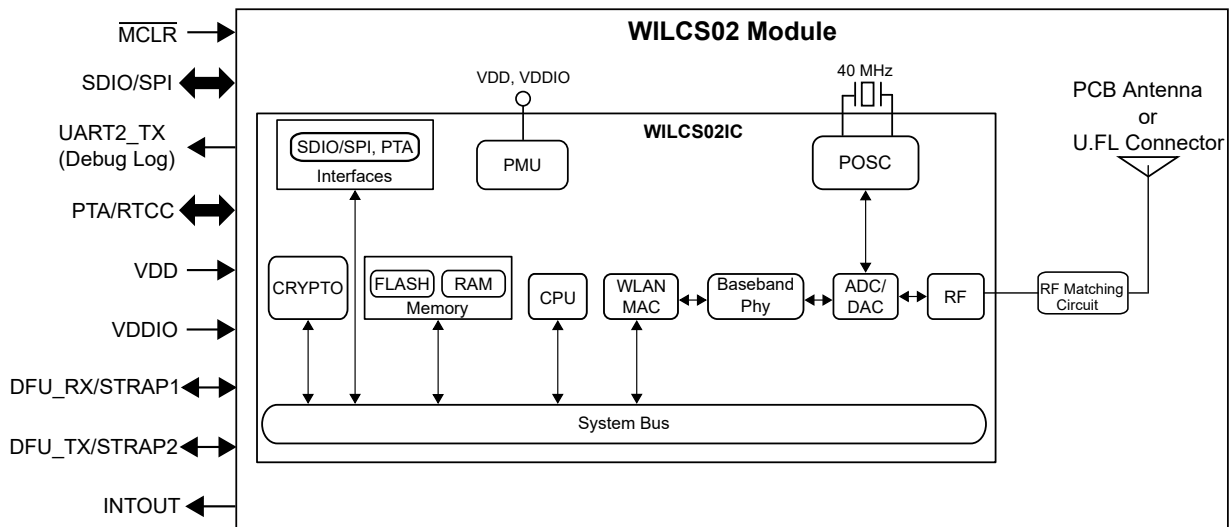 WILCS02 Module
MCLR
SDIO/SPI
UART2_TX
(Debug Log)
PTA/RTCC
VDD
VDDIO
DFU_RX/STRAP1
DFU_TX/STRAP2
INTOUT
VDD, VDDIO
40 MHz
PCB Antenna
or
U.FL Connector
WILCS02IC
SDIO/SPI, PTA
Interfaces
PMU
POSC
CRYPTO
FLASH
RAM
Memory
CPU
WLAN
MAC
Baseband
Phy
ADC/
DAC
RF
RF Matching
Circuit
System Bus